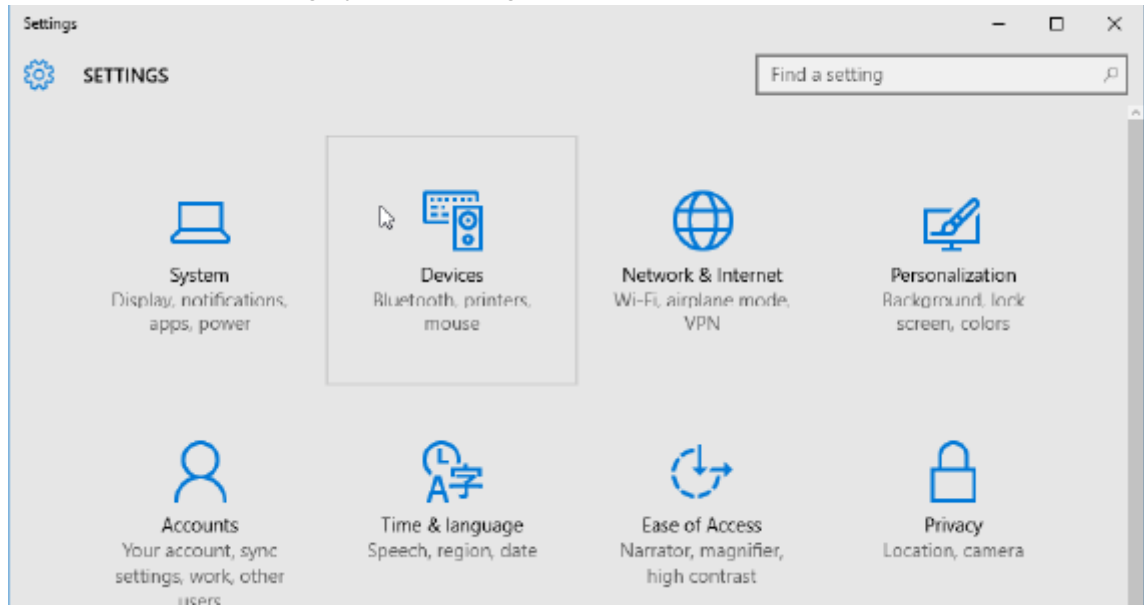 Settings
SETTINGS
Find a setting
System
Display, notifications,
apps, power
Devices
Bluetooth, printers,
mouse
Network & Internet
Wi-Fi, airplane mode,
VPN
Personalization
Background, lock
screen, colors
Accounts
Your account, sync
settings, work, other
users
Time & language
Speech, region, date
Ease of Access
Narrator, magnifier,
high contrast
Privacy
Location, camera